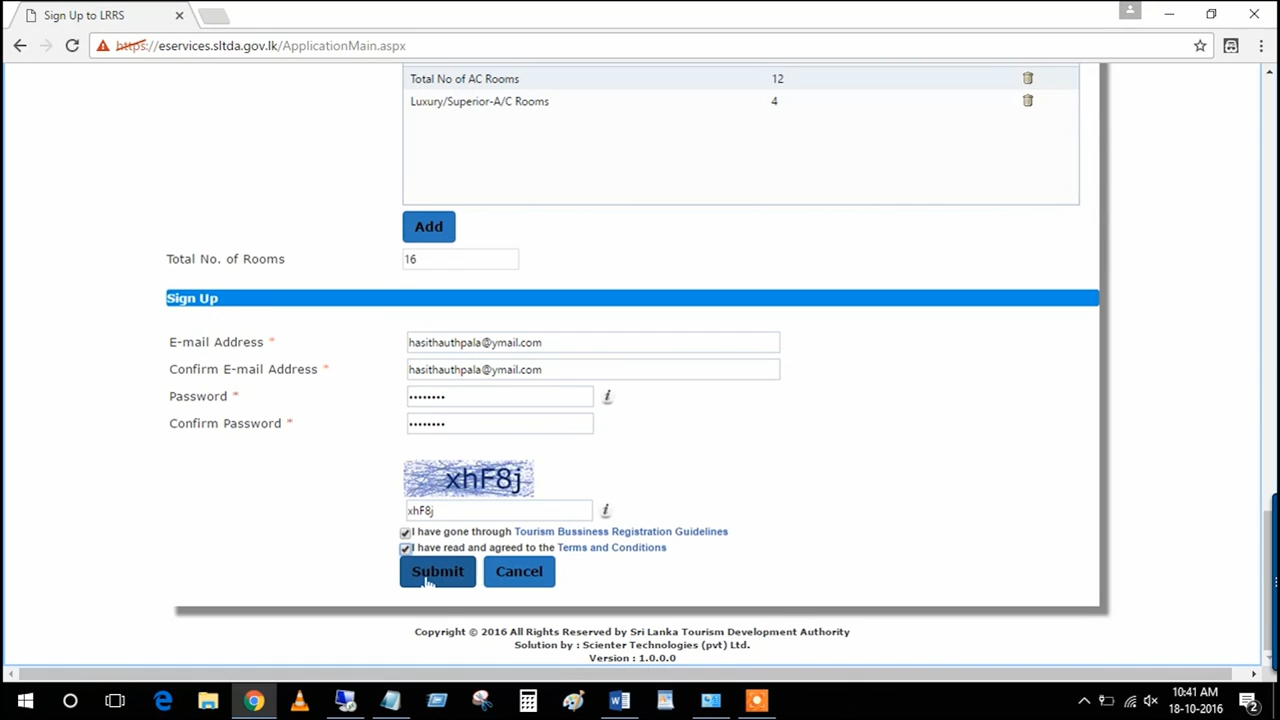 Sign Up to LRRS
https://eservices.sltda.gov.lk/ApplicationMain.aspx
Total No of AC Rooms 12
Luxury/Superior-A/C Rooms 4
Add
Total No. of Rooms 16
Sign Up
E-mail Address * hasithauthpala@ymail.com
Confirm E-mail Address * hasithauthpala@ymail.com
Password * •••••••• i
Confirm Password * ••••••••
xhF8j
xhF8j i
I have gone through Tourism Bussiness Registration Guidelines
I have read and agreed to the Terms and Conditions
Submit Cancel
Copyright © 2016 All Rights Reserved by Sri Lanka Tourism Development Authority
Solution by : Scienter Technologies (pvt) Ltd.
Version : 1.0.0.0
10:41 AM
18-10-2016
2